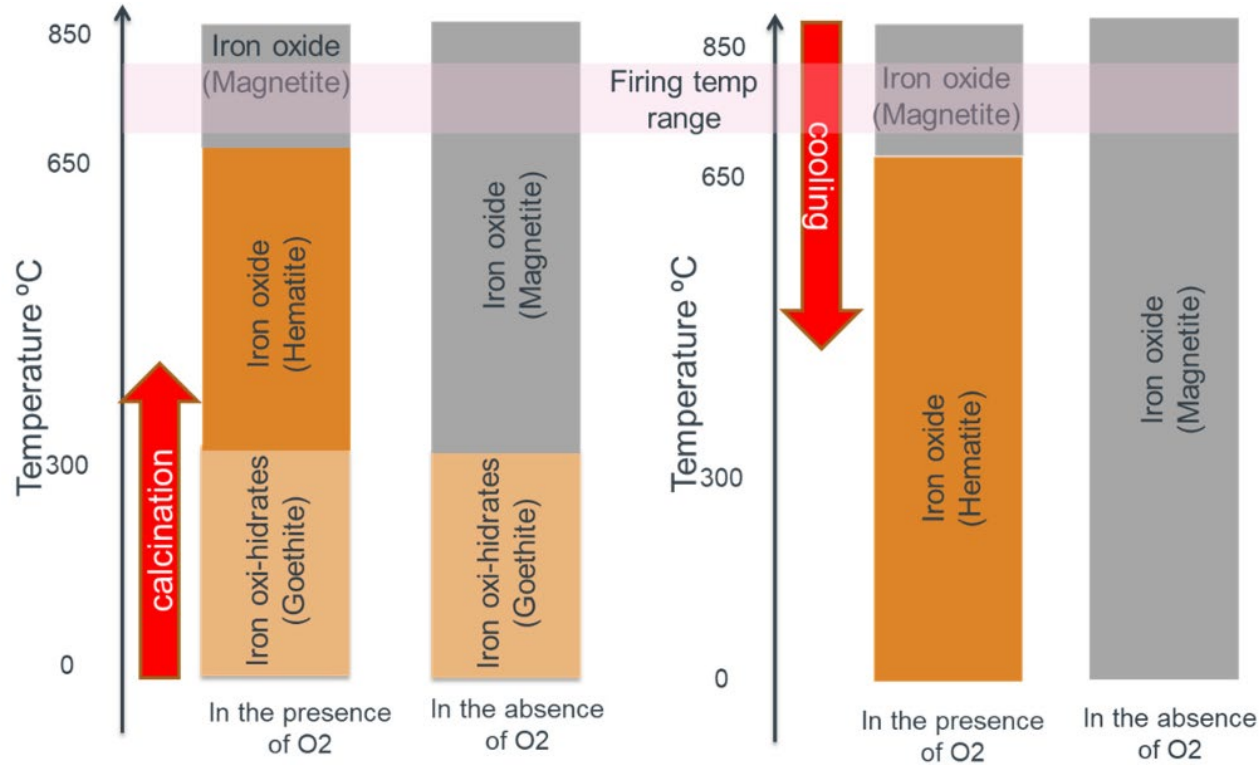 850
650
300
0
Temperature ºC
calcination
Iron oxide
(Magnetite)
Iron oxide
(Hematite)
Iron oxi-hidrates
(Goethite)
In the presence
of O2
Iron oxide
(Magnetite)
Iron oxi-hidrates
(Goethite)
In the absence
of O2
Firing temp
range
850
650
300
0
Temperature ºC
cooling
Iron oxide
(Magnetite)
Iron oxide
(Hematite)
In the presence
of O2
Iron oxide
(Magnetite)
In the absence
of O2